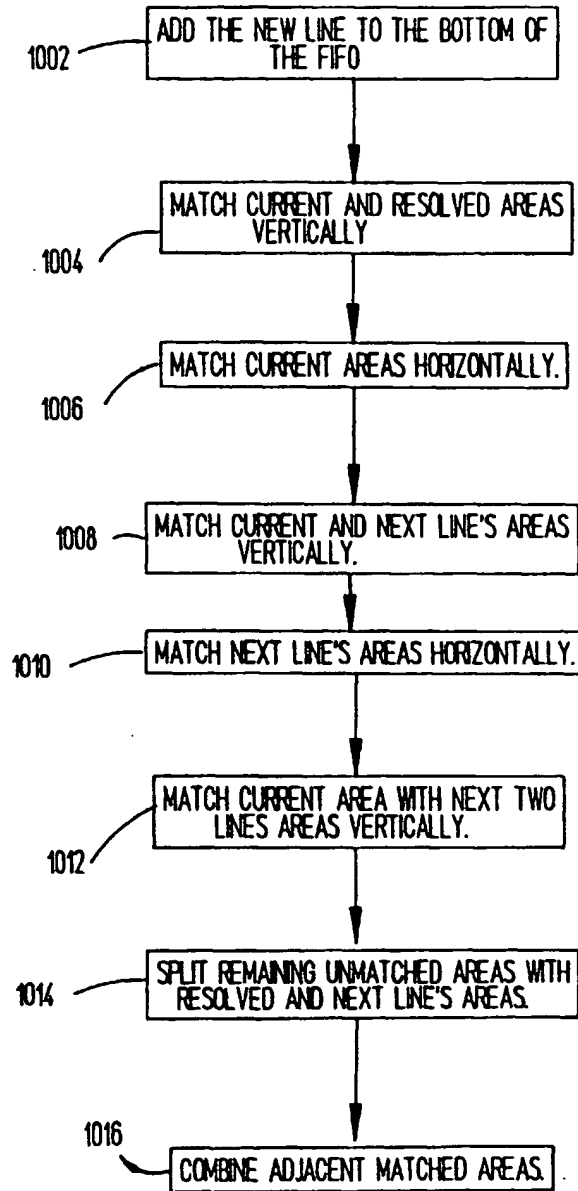 1002
ADD THE NEW LINE TO THE BOTTOM OF
THE FIFO
1004
MATCH CURRENT AND RESOLVED AREAS
VERTICALLY
1006
MATCH CURRENT AREAS HORIZONTALLY.
1008
MATCH CURRENT AND NEXT LINE'S AREAS
VERTICALLY.
1010
MATCH NEXT LINE'S AREAS HORIZONTALLY.
1012
MATCH CURRENT AREA WITH NEXT TWO
LINES AREAS VERTICALLY.
1014
SPLIT REMAINING UNMATCHED AREAS WITH
RESOLVED AND NEXT LINE'S AREAS.
1016
COMBINE ADJACENT MATCHED AREAS.